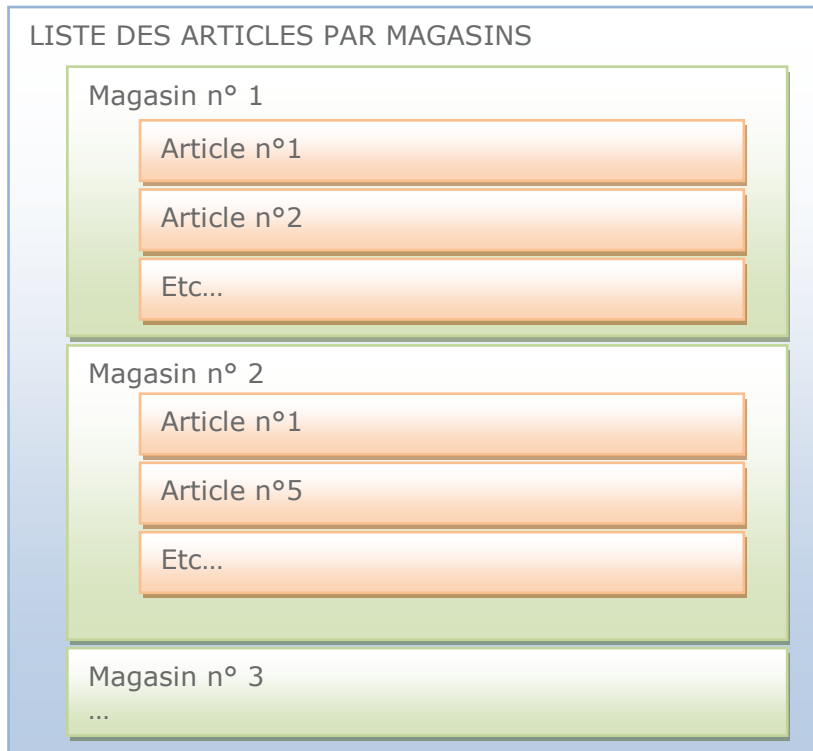 LISTE DES ARTICLES PAR MAGASINS
Magasin n° 1
Article n°1
Article n°2
Etc…
Magasin n° 2
Article n°1
Article n°5
Etc…
Magasin n° 3
…